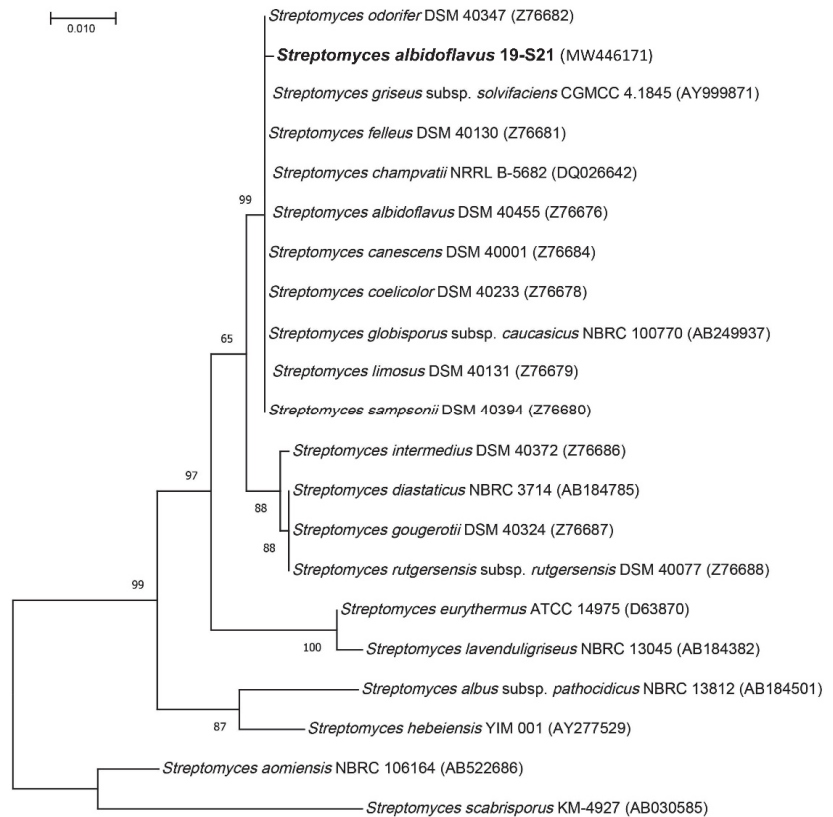 Streptomyces odorifer DSM 40347 (Z76682)
0.010
Streptomyces albidoflavus 19-S21 (MW446171)
Streptomyces griseus subsp. solvifaciens CGMCC 4.1845 (AY999871)
Streptomyces felleus DSM 40130 (Z76681)
Streptomyces champvatii NRRL B-5682 (DQ026642)
99
Streptomyces albidoflavus DSM 40455 (Z76676)
Streptomyces canescens DSM 40001 (Z76684)
Streptomyces coelicolor DSM 40233 (Z76678)
Streptomyces globisporus subsp. caucasicus NBRC 100770 (AB249937)
65
Streptomyces limosus DSM 40131 (Z76679)
Streptomyces sampsonii DSM 40394 (Z76680)
Streptomyces intermedius DSM 40372 (Z76686)
97
Streptomyces diastaticus NBRC 3714 (AB184785)
88
Streptomyces gougerotii DSM 40324 (Z76687)
88
Streptomyces rutgersensis subsp. rutgersensis DSM 40077 (Z76688)
99
Streptomyces eurythermus ATCC 14975 (D63870)
100
Streptomyces lavenduligriseus NBRC 13045 (AB184382)
Streptomyces albus subsp. pathocidicus NBRC 13812 (AB184501)
87
Streptomyces hebeiensis YIM 001 (AY277529)
Streptomyces aomiensis NBRC 106164 (AB522686)
Streptomyces scabrisporus KM-4927 (AB030585)